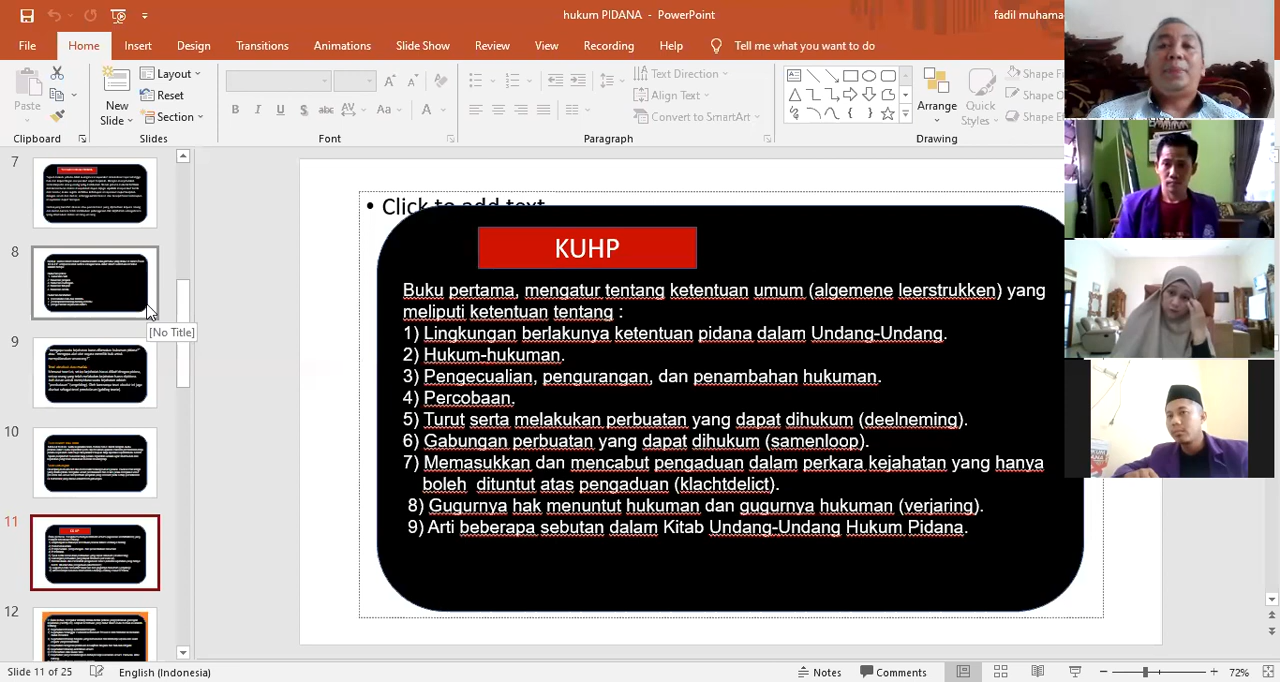 hukum PIDANA - PowerPoint
fadil muhama
File Home Insert Design Transitions Animations Slide Show Review View Recording Help Tell me what you want to do
Paste
New Slide
Layout
Reset
Section
Text Direction
Align Text
Convert to SmartArt
Arrange
Quick Styles
Shape Fi
Shape O
Shape Ef
Clipboard
Slides
Font
Paragraph
Drawing
7
8
[No Title]
9
10
11
12
• Click to add text
KUHP
Buku pertama, mengatur tentang ketentuan umum (algemene leerstrukken) yang
meliputi ketentuan tentang :
1) Lingkungan berlakunya ketentuan pidana dalam Undang-Undang.
2) Hukum-hukuman.
3) Pengecualian, pengurangan, dan penambahan hukuman.
4) Percobaan.
5) Turut serta melakukan perbuatan yang dapat dihukum (deelneming).
6) Gabungan perbuatan yang dapat dihukum (samenloop).
7) Memasukkan dan mencabut pengaduan dalam perkara kejahatan yang hanya
boleh dituntut atas pengaduan (klachtdelict).
8) Gugurnya hak menuntut hukuman dan gugurnya hukuman (verjaring).
9) Arti beberapa sebutan dalam Kitab Undang-Undang Hukum Pidana.
Slide 11 of 25
English (Indonesia)
Notes
Comments
72%